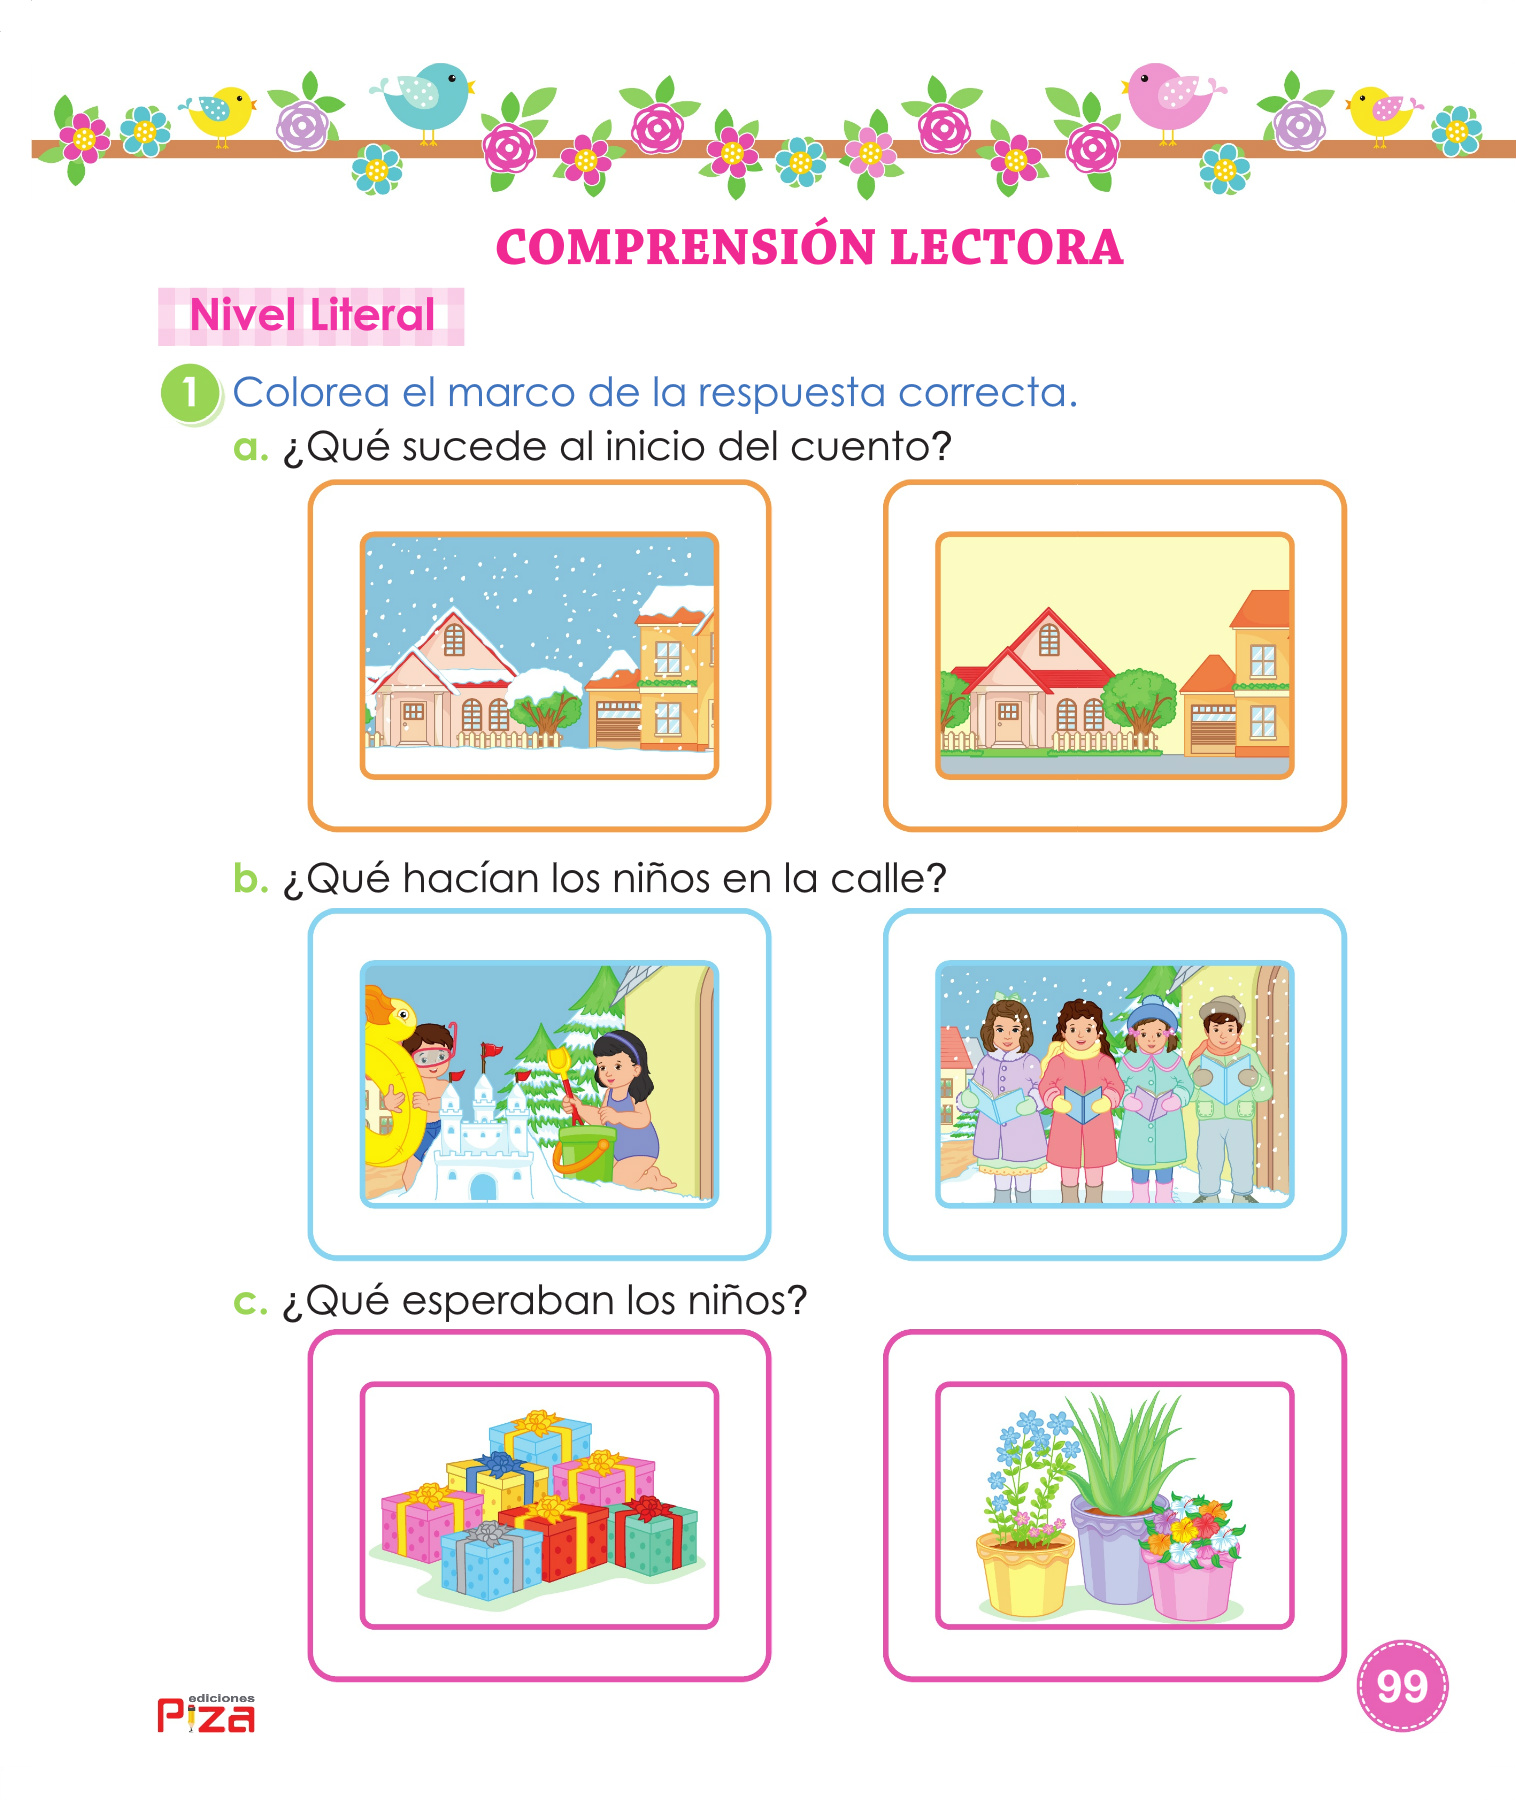 COMPRENSIÓN LECTORA
Nivel Literal
1 Colorea el marco de la respuesta correcta.
a. ¿Qué sucede al inicio del cuento?
b. ¿Qué hacían los niños en la calle?
c. ¿Qué esperaban los niños?
99
ediciones
Piza